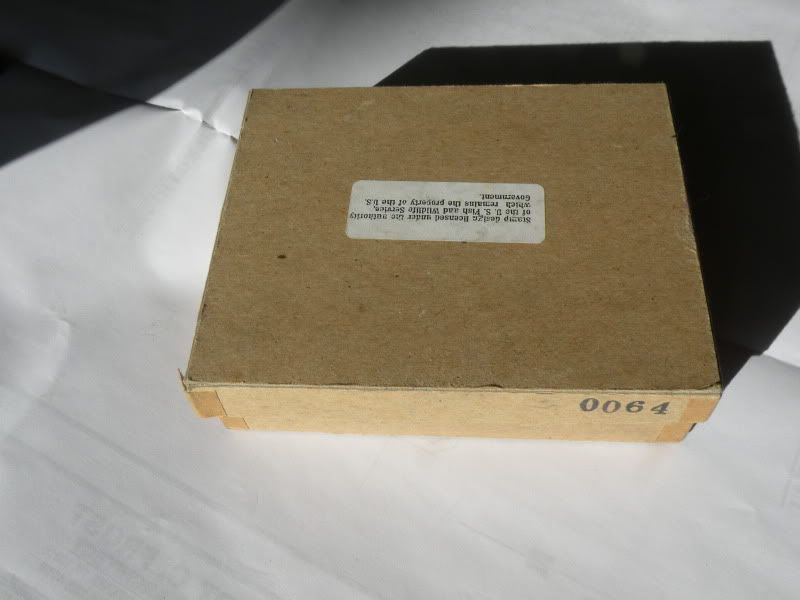 Stamp design licensed under the authority
of the U. S. Fish and Wildlife Service,
which remains the property of the U.S.
Government.
0064